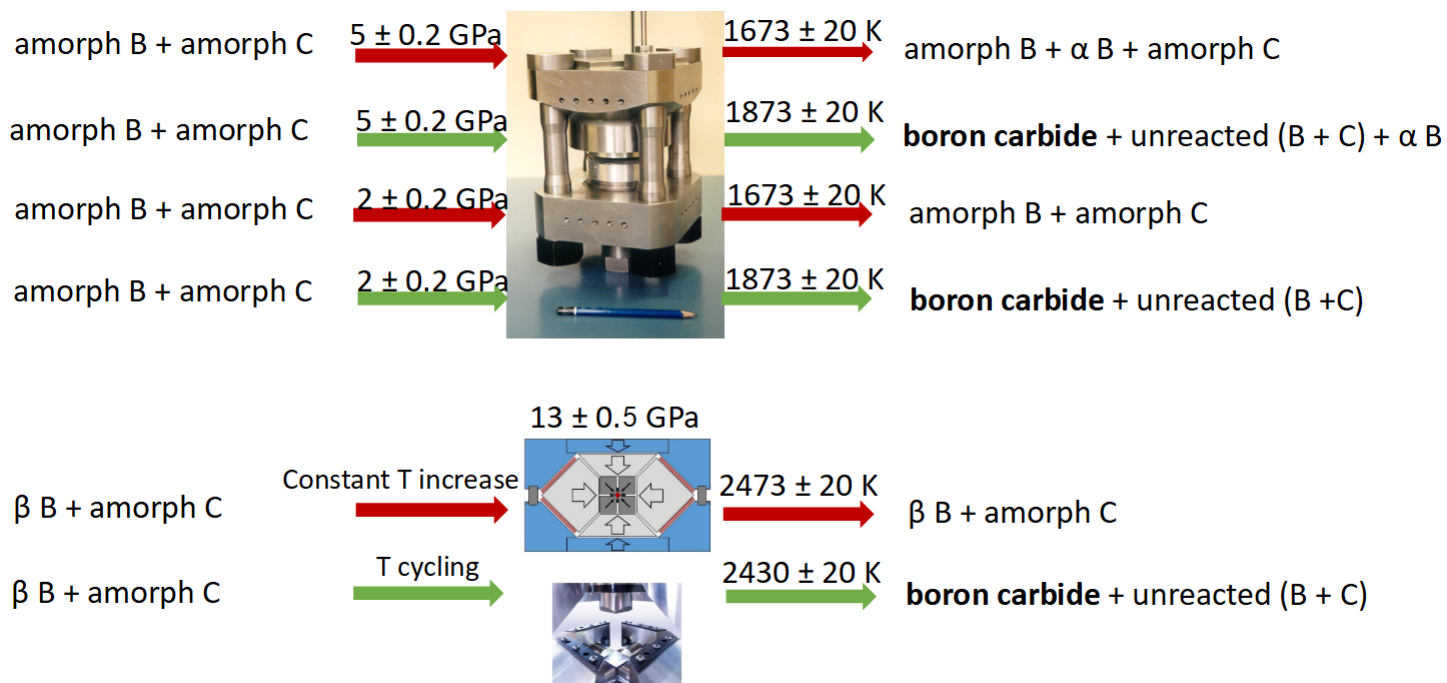 amorph B + amorph C 5 ± 0.2 GPa 1673 ± 20 K amorph B + α B + amorph C
amorph B + amorph C 5 ± 0.2 GPa 1873 ± 20 K boron carbide + unreacted (B + C) + α B
amorph B + amorph C 2 ± 0.2 GPa 1673 ± 20 K amorph B + amorph C
amorph B + amorph C 2 ± 0.2 GPa 1873 ± 20 K boron carbide + unreacted (B +C)
13 ± 0.5 GPa
β B + amorph C Constant T increase 2473 ± 20 K β B + amorph C
β B + amorph C T cycling 2430 ± 20 K boron carbide + unreacted (B + C)